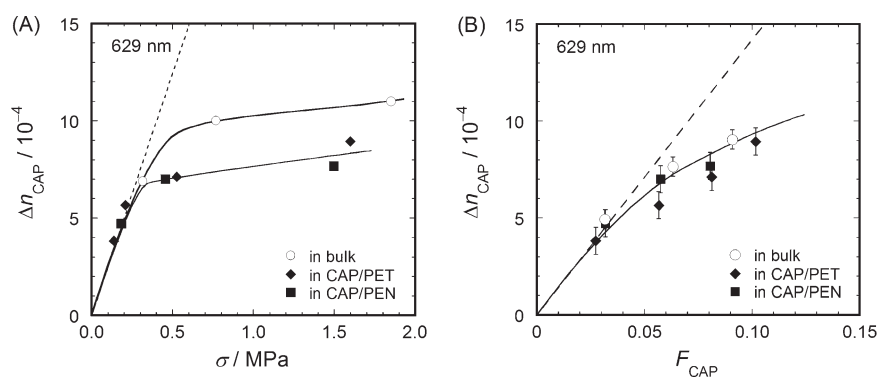 (A)
629 nm
15
10
5
0
Δn_CAP / 10⁻⁴
in bulk
in CAP/PET
in CAP/PEN
0.0 0.5 1.0 1.5 2.0
σ / MPa
(B)
629 nm
15
10
5
0
Δn_CAP / 10⁻⁴
in bulk
in CAP/PET
in CAP/PEN
0 0.05 0.10 0.15
F_CAP